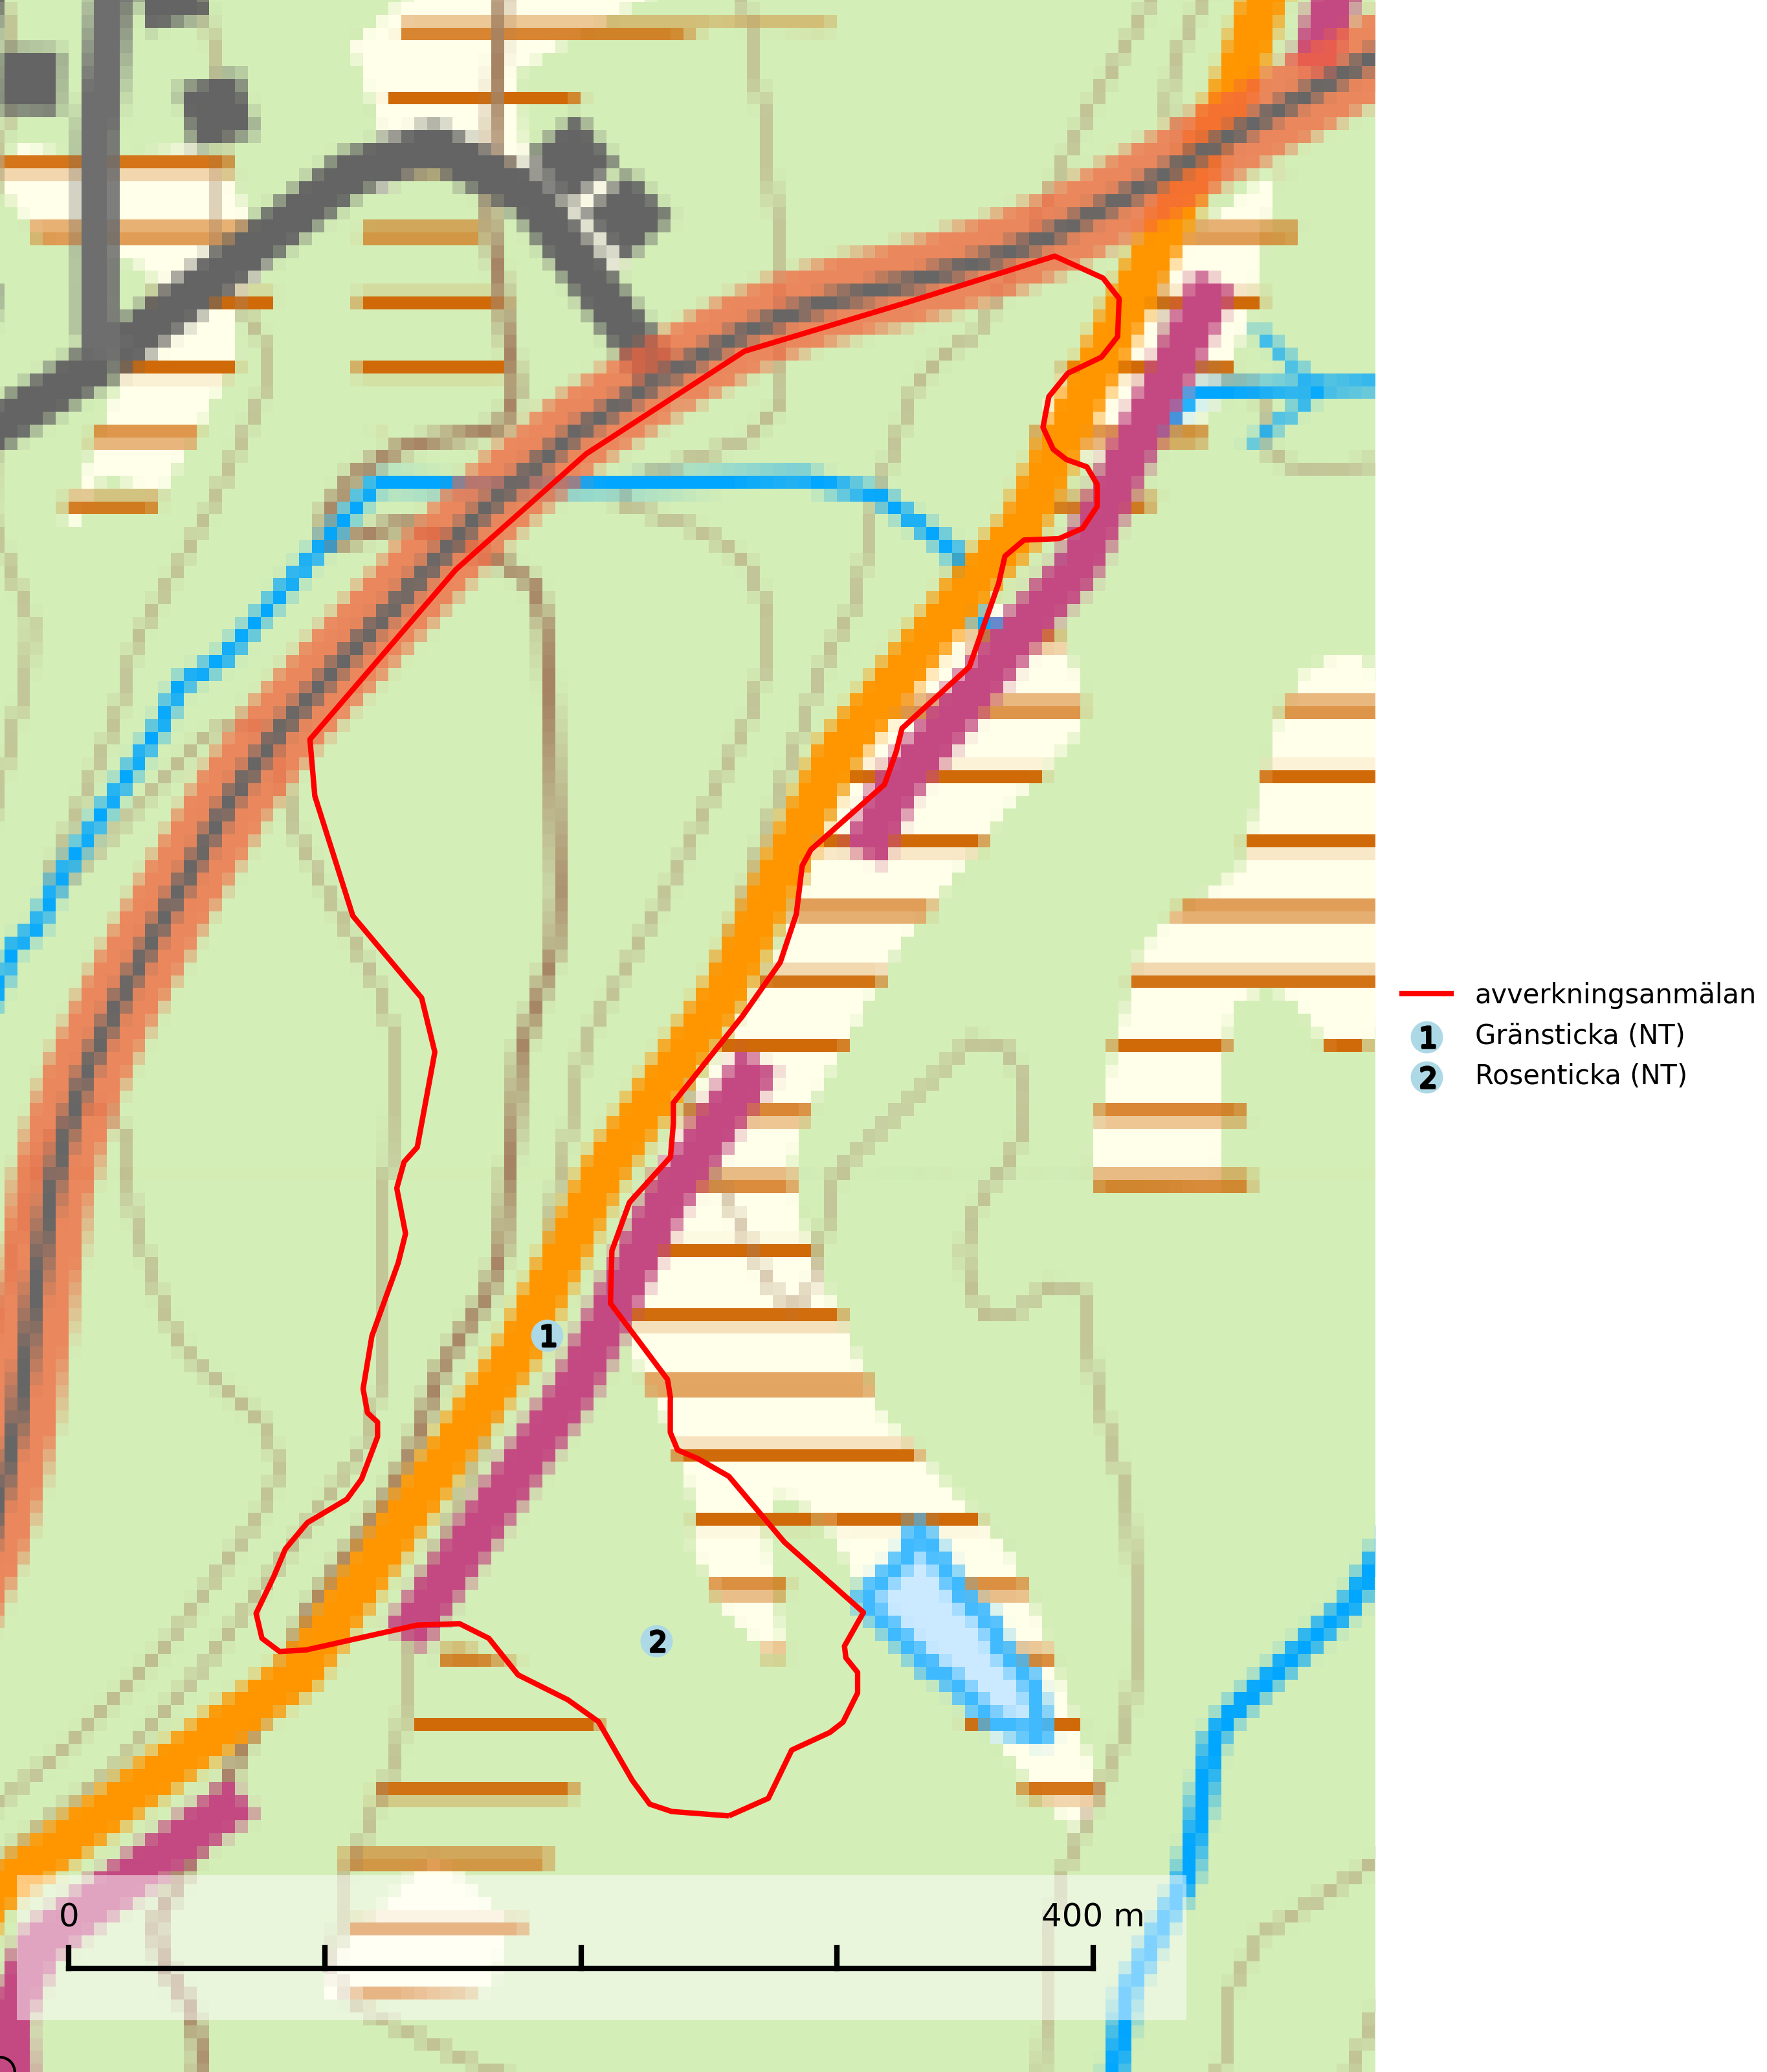 avverkningsanmälan
1 Gränsticka (NT)
2 Rosenticka (NT)
1
2
0 400 m